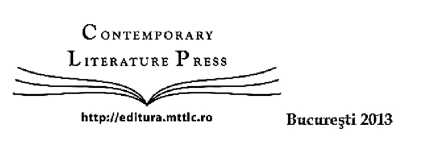 Contemporary
Literature Press
http://editura.mttlc.ro
Bucureşti 2013